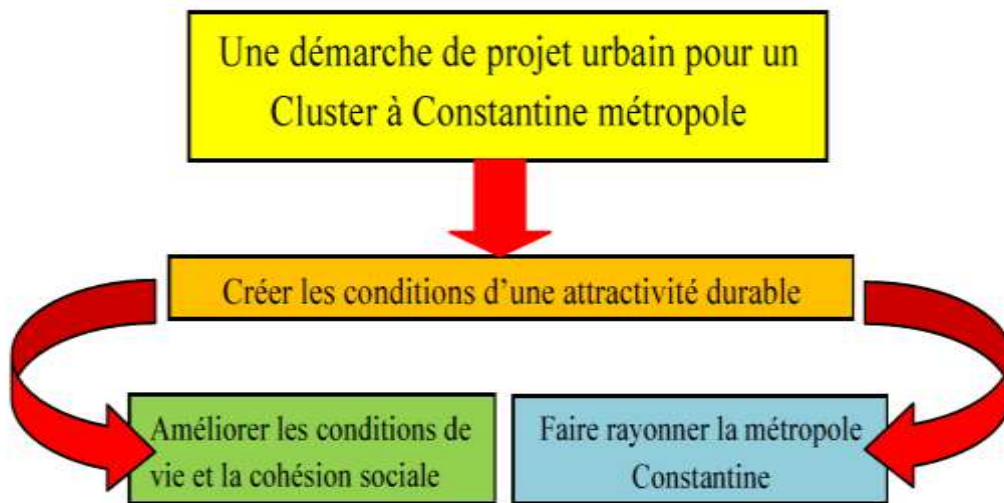 Une démarche de projet urbain pour un
Cluster à Constantine métropole
Créer les conditions d'une attractivité durable
Améliorer les conditions de
vie et la cohésion sociale
Faire rayonner la métropole
Constantine